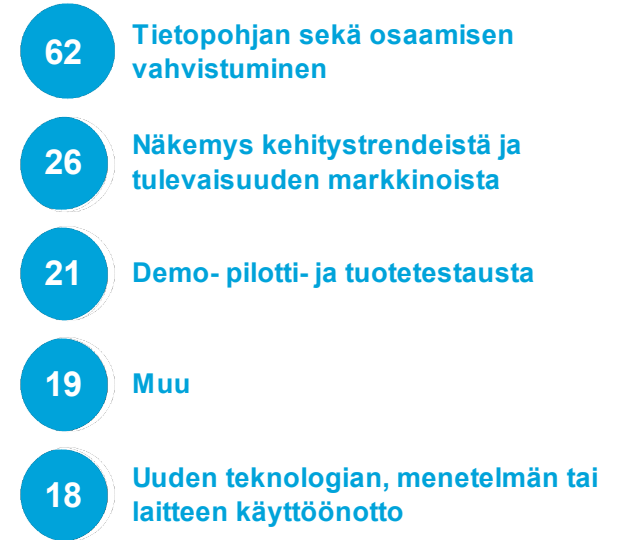 62
Tietopohjan sekä osaamisen
vahvistuminen
26
Näkemys kehitystrendeistä ja
tulevaisuuden markkinoista
21
Demo- pilotti- ja tuotetestausta
19
Muu
18
Uuden teknologian, menetelmän tai
laitteen käyttöönotto